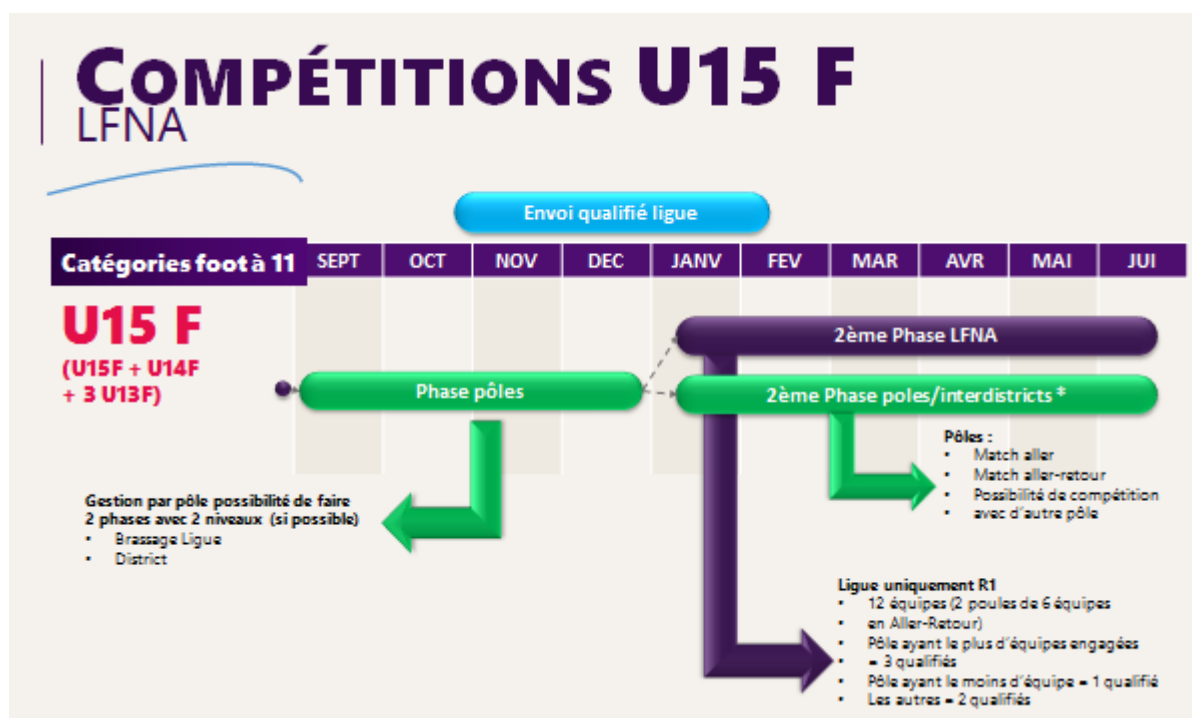 COMPÉTITIONS U15 F
LFNA
Envoi qualifié ligue
Catégories foot à 11 SEPT OCT NOV DEC JANV FEV MAR AVR MAI JUI
U15 F
(U15F + U14F
+ 3 U13F)
2ème Phase LFNA
Phase pôles
2ème Phase poles/interdistricts *
Pôles :
• Match aller
• Match aller-retour
• Possibilité de compétition
• avec d'autre pôle
Gestion par pôle possibilité de faire
2 phases avec 2 niveaux (si possible)
• Brassage Ligue
• District
Ligue uniquement R1
• 12 équipes (2 poules de 6 équipes
• en Aller-Retour)
• Pôle ayant le plus d'équipes engagées
• = 3 qualifiés
• Pôle ayant le moins d'équipe = 1 qualifié
• Les autres = 2 qualifiés